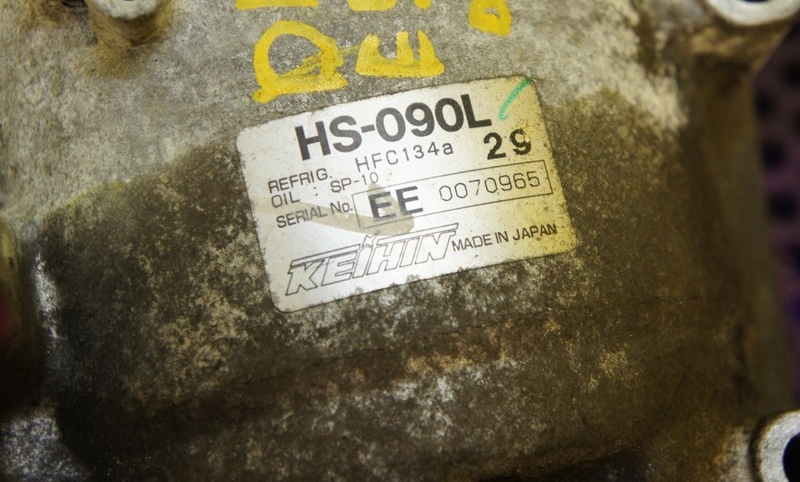 HS-090L
29
REFRIG. HFC134a
OIL : SP-10
SERIAL No. EE 0070965
KEIHIN MADE IN JAPAN